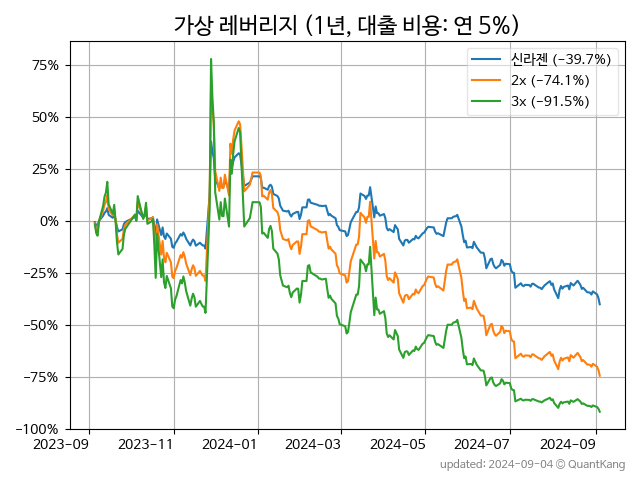 가상 레버리지 (1년, 대출 비용: 연 5%)
신라젠 (−39.7%)
2x (−74.1%)
3x (−91.5%)
75%
50%
25%
0%
−25%
−50%
−75%
−100%
2023-09 2023-11 2024-01 2024-03 2024-05 2024-07 2024-09
updated: 2024-09-04 @ QuantKang